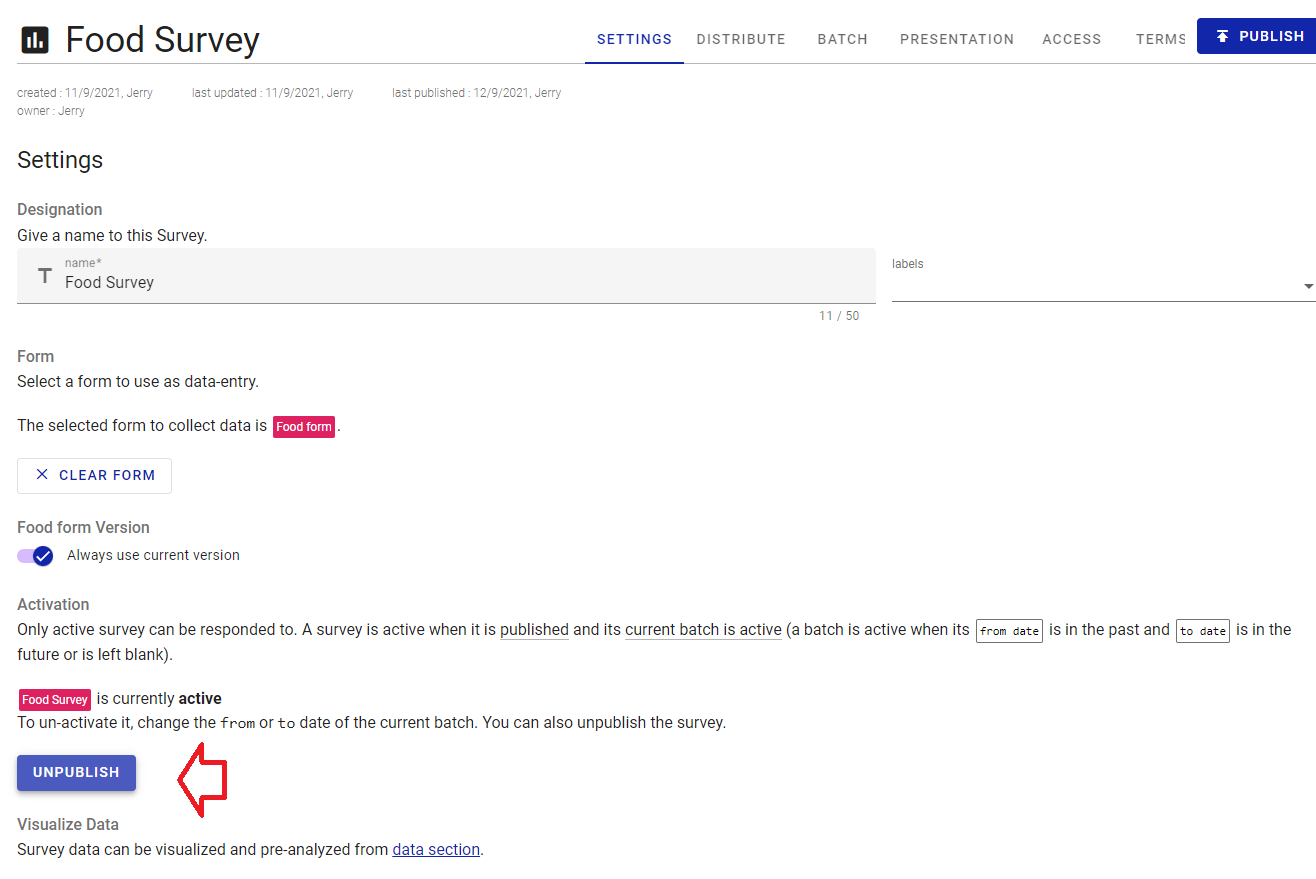 Food Survey
SETTINGS DISTRIBUTE BATCH PRESENTATION ACCESS TERMS PUBLISH
created : 11/9/2021, Jerry last updated : 11/9/2021, Jerry last published : 12/9/2021, Jerry
owner : Jerry
Settings
Designation
Give a name to this Survey.
name*
Food Survey
labels
11 / 50
Form
Select a form to use as data-entry.
The selected form to collect data is Food form.
CLEAR FORM
Food form Version
Always use current version
Activation
Only active survey can be responded to. A survey is active when it is published and its current batch is active (a batch is active when its from date is in the past and to date is in the
future or is left blank).
Food Survey is currently active
To un-activate it, change the from or to date of the current batch. You can also unpublish the survey.
UNPUBLISH
Visualize Data
Survey data can be visualized and pre-analyzed from data section.